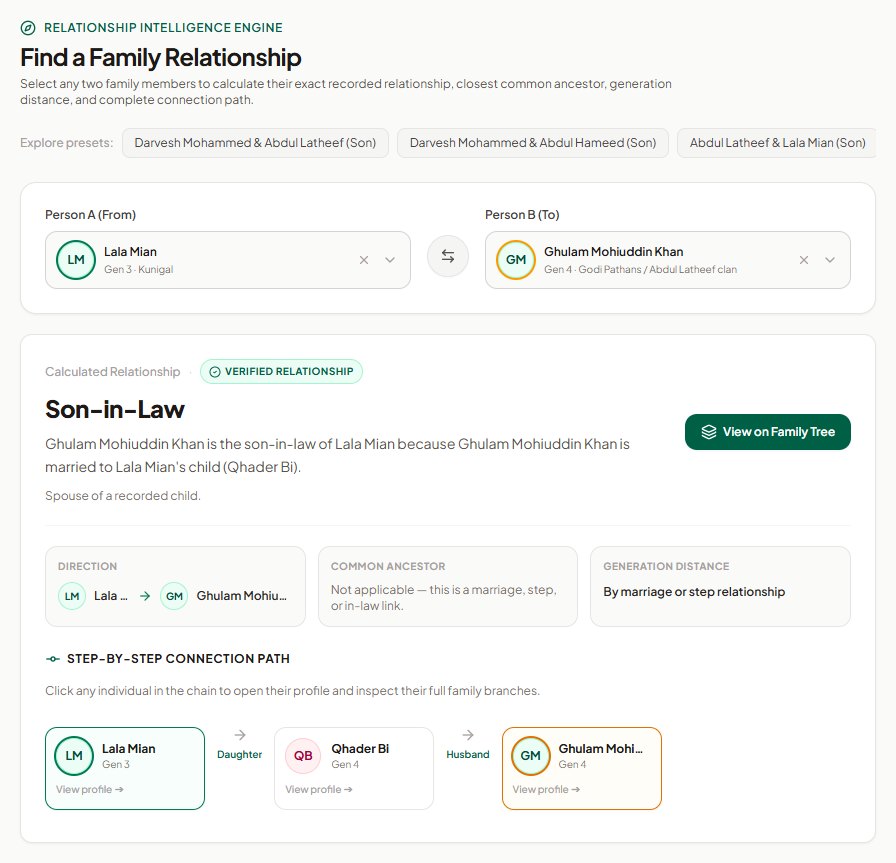 RELATIONSHIP INTELLIGENCE ENGINE
Find a Family Relationship
Select any two family members to calculate their exact recorded relationship, closest common ancestor, generation
distance, and complete connection path.
Explore presets: Darvesh Mohammed & Abdul Latheef (Son) Darvesh Mohammed & Abdul Hameed (Son) Abdul Latheef & Lala Mian (Son)
Person A (From)
LM
Lala Mian
Gen 3 · Kunigal
Person B (To)
GM
Ghulam Mohiuddin Khan
Gen 4 · Godi Pathans / Abdul Latheef clan
Calculated Relationship · VERIFIED RELATIONSHIP
Son-in-Law
Ghulam Mohiuddin Khan is the son-in-law of Lala Mian because Ghulam Mohiuddin Khan is
married to Lala Mian's child (Qhader Bi).
Spouse of a recorded child.
View on Family Tree
DIRECTION
LM Lala ... → GM Ghulam Mohiu...
COMMON ANCESTOR
Not applicable — this is a marriage, step,
or in-law link.
GENERATION DISTANCE
By marriage or step relationship
STEP-BY-STEP CONNECTION PATH
Click any individual in the chain to open their profile and inspect their full family branches.
LM
Lala Mian
Gen 3
View profile →
→
Daughter
QB
Qhader Bi
Gen 4
View profile →
→
Husband
GM
Ghulam Mohi...
Gen 4
View profile →